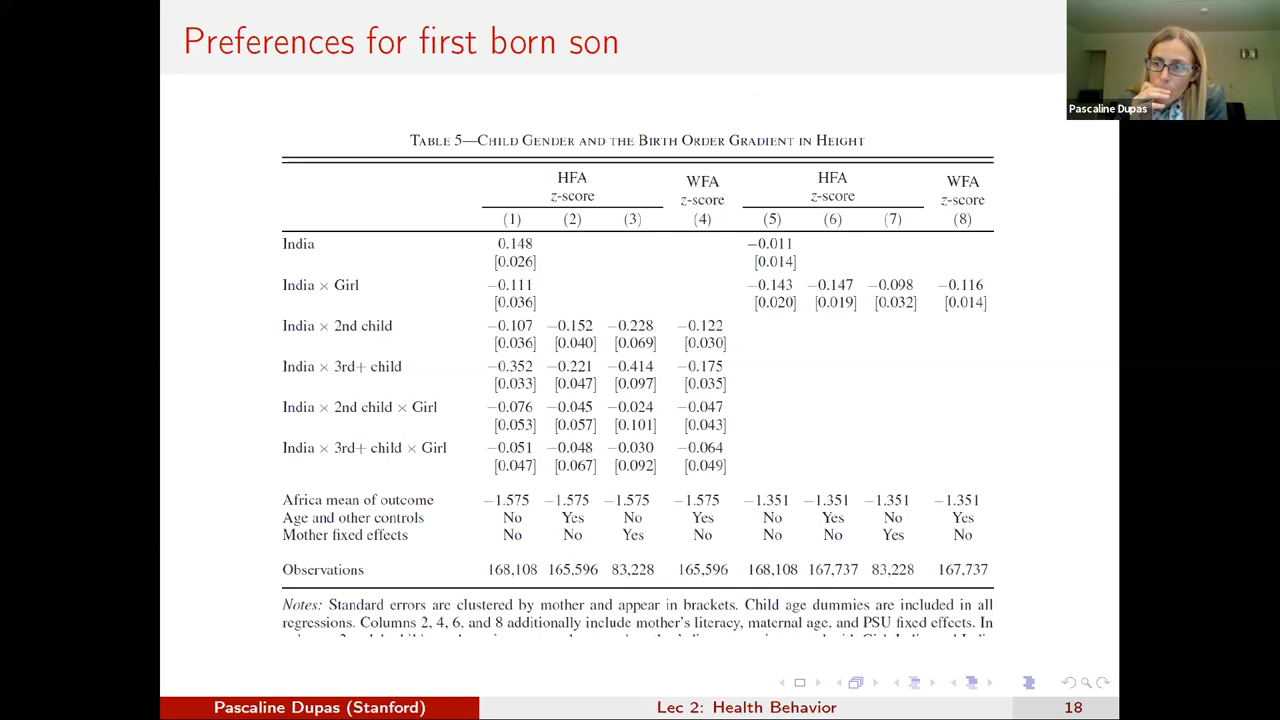 Preferences for first born son
Pascaline Dupas
TABLE 5—CHILD GENDER AND THE BIRTH ORDER GRADIENT IN HEIGHT
HFA WFA HFA WFA
z-score z-score z-score z-score
(1) (2) (3) (4) (5) (6) (7) (8)
India 0.148 −0.011
[0.026] [0.014]
India × Girl −0.111 −0.143 −0.147 −0.098 −0.116
[0.036] [0.020] [0.019] [0.032] [0.014]
India × 2nd child −0.107 −0.152 −0.228 −0.122
[0.036] [0.040] [0.069] [0.030]
India × 3rd+ child −0.352 −0.221 −0.414 −0.175
[0.033] [0.047] [0.097] [0.035]
India × 2nd child × Girl −0.076 −0.045 −0.024 −0.047
[0.053] [0.057] [0.101] [0.043]
India × 3rd+ child × Girl −0.051 −0.048 −0.030 −0.064
[0.047] [0.067] [0.092] [0.049]
Africa mean of outcome −1.575 −1.575 −1.575 −1.575 −1.351 −1.351 −1.351 −1.351
Age and other controls No Yes No Yes No Yes No Yes
Mother fixed effects No No Yes No No No Yes No
Observations 168,108 165,596 83,228 165,596 168,108 167,737 83,228 167,737
Notes: Standard errors are clustered by mother and appear in brackets. Child age dummies are included in all
regressions. Columns 2, 4, 6, and 8 additionally include mother's literacy, maternal age, and PSU fixed effects. In
Pascaline Dupas (Stanford) Lec 2: Health Behavior 18